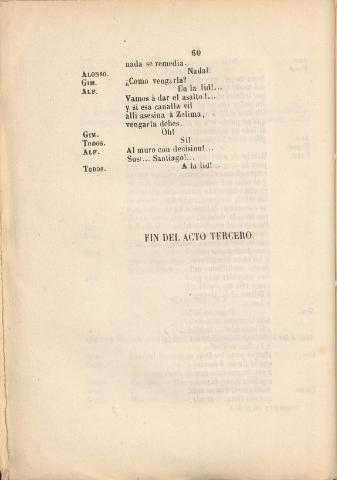 60
nada se remedia.
ALONSO. Nada!
GIM. ¿Como vengarla?
ALF. En la lid!...
Vamos à dar el asalto!...
y si esa canalla vil
alli asesina à Zelima,
vengarla debes.
GIM. Oh!
TODOS. Si!
ALF. Al muro con decision!...
Sus!... Santiago!...
TODOS. A la lid!...
FIN DEL ACTO TERCERO.